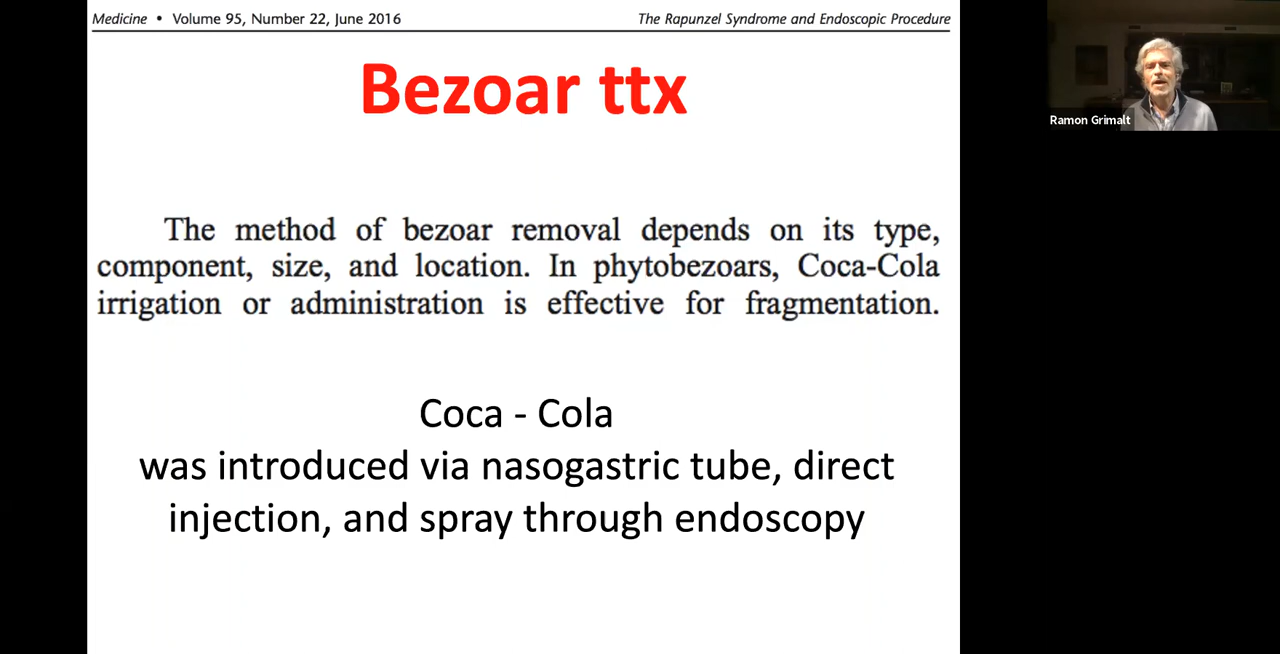 Medicine • Volume 95, Number 22, June 2016
The Rapunzel Syndrome and Endoscopic Procedure
Bezoar ttx
The method of bezoar removal depends on its type,
component, size, and location. In phytobezoars, Coca-Cola
irrigation or administration is effective for fragmentation.
Coca - Cola
was introduced via nasogastric tube, direct
injection, and spray through endoscopy
Ramon Grimalt